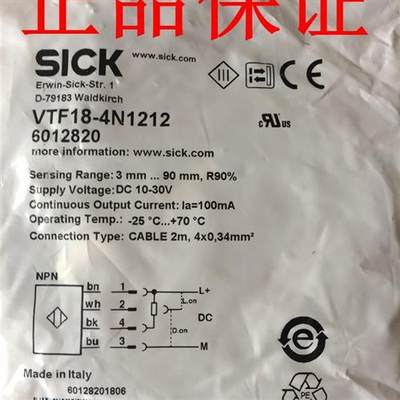 正品保证
SICK
www.sick.com
Erwin-Sick-Str. 1
D-79183 Waldkirch
VTF18-4N1212
6012820
more information: www.sick.com
Sensing Range: 3 mm ... 90 mm, R90%
Supply Voltage: DC 10-30V
Continuous Output Current: Ia=100mA
Operating Temp.: -25 °C...+70 °C
Connection Type: CABLE 2m, 4x0,34mm²
NPN
bn 1 L+
wh 2 L.on
DC
bk 4 D.on
bu 3 M
Made in Italy
60128201806
PE